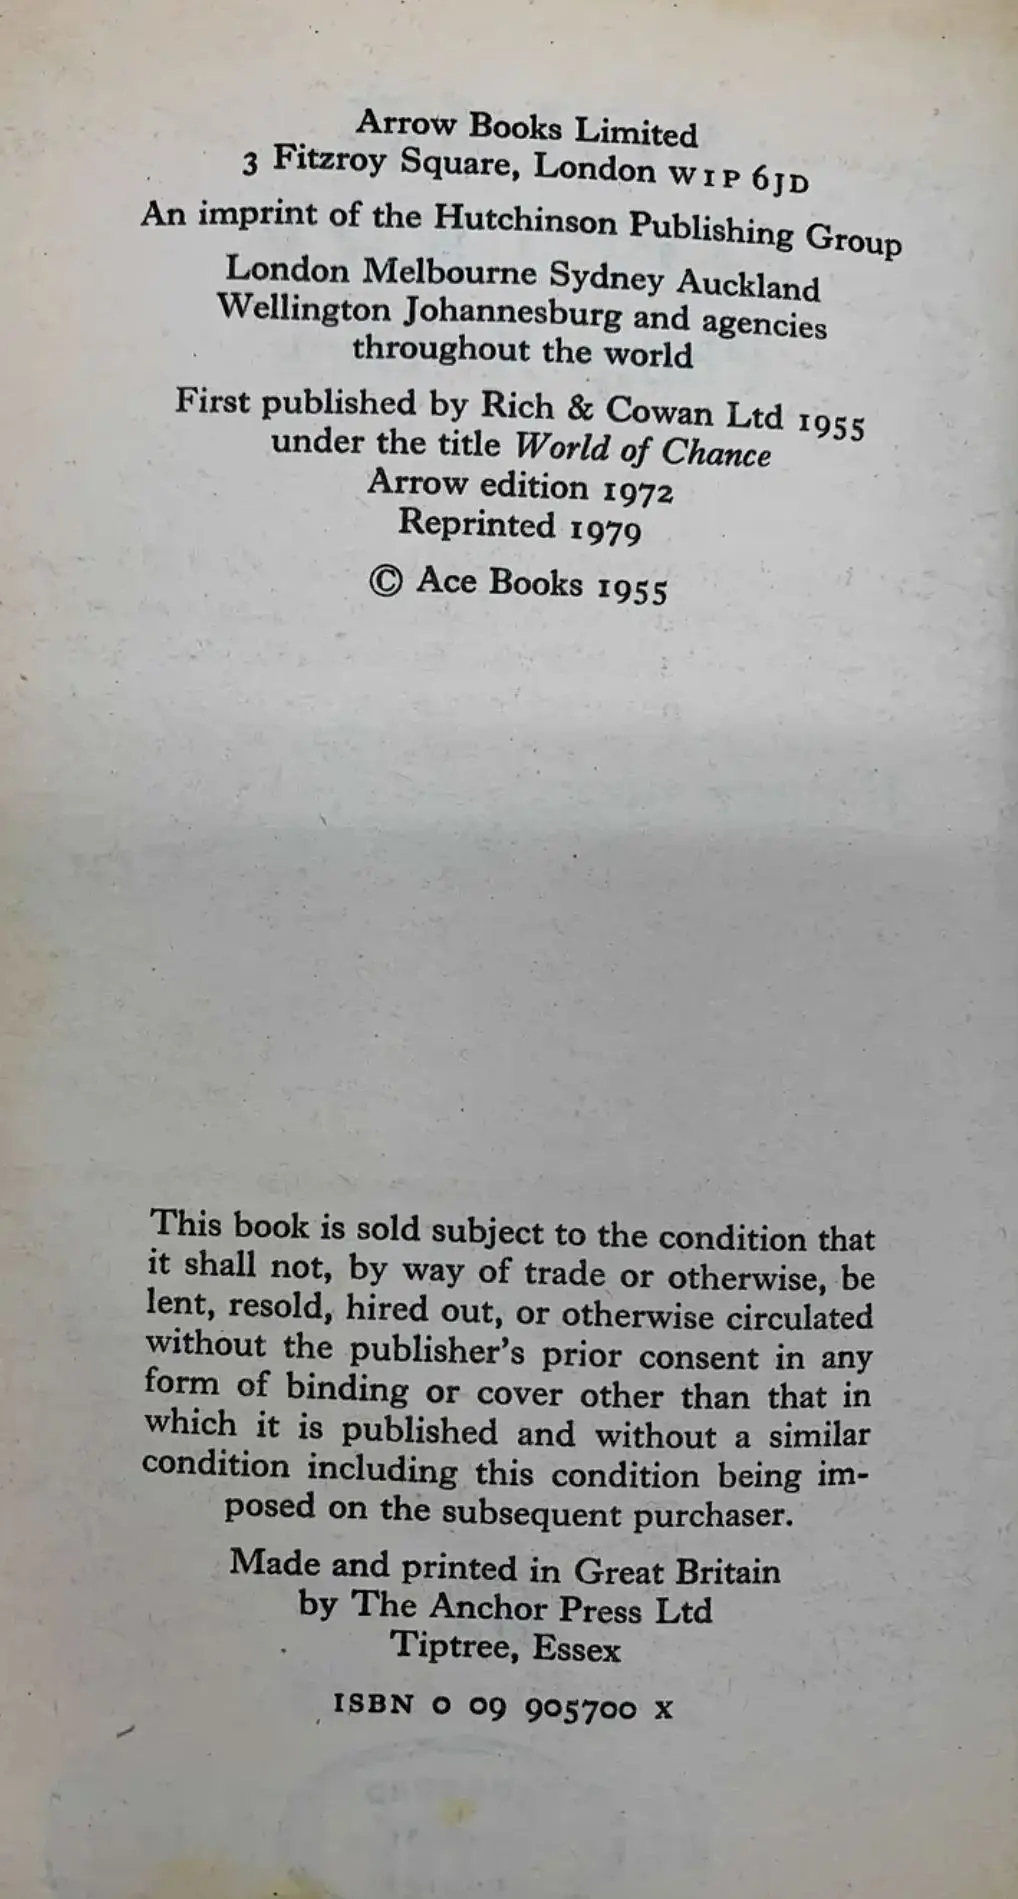 Arrow Books Limited
3 Fitzroy Square, London W1P 6JD
An imprint of the Hutchinson Publishing Group
London Melbourne Sydney Auckland
Wellington Johannesburg and agencies
throughout the world
First published by Rich & Cowan Ltd 1955
under the title World of Chance
Arrow edition 1972
Reprinted 1979
© Ace Books 1955
This book is sold subject to the condition that
it shall not, by way of trade or otherwise, be
lent, resold, hired out, or otherwise circulated
without the publisher's prior consent in any
form of binding or cover other than that in
which it is published and without a similar
condition including this condition being im-
posed on the subsequent purchaser.
Made and printed in Great Britain
by The Anchor Press Ltd
Tiptree, Essex
ISBN 0 09 905700 X